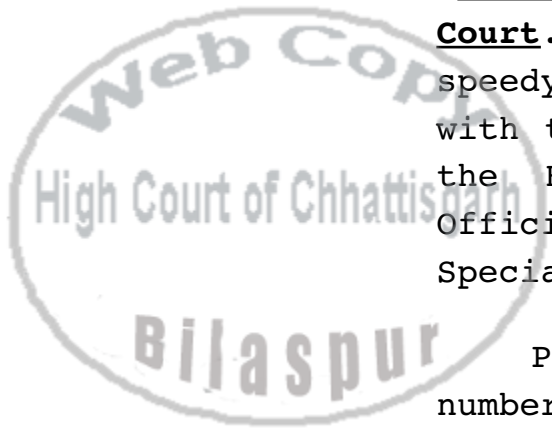 Court.
speedy
with t
the
Offici
Specia
P
number
Web Copy
High Court of Chhattisgarh
Bilaspur